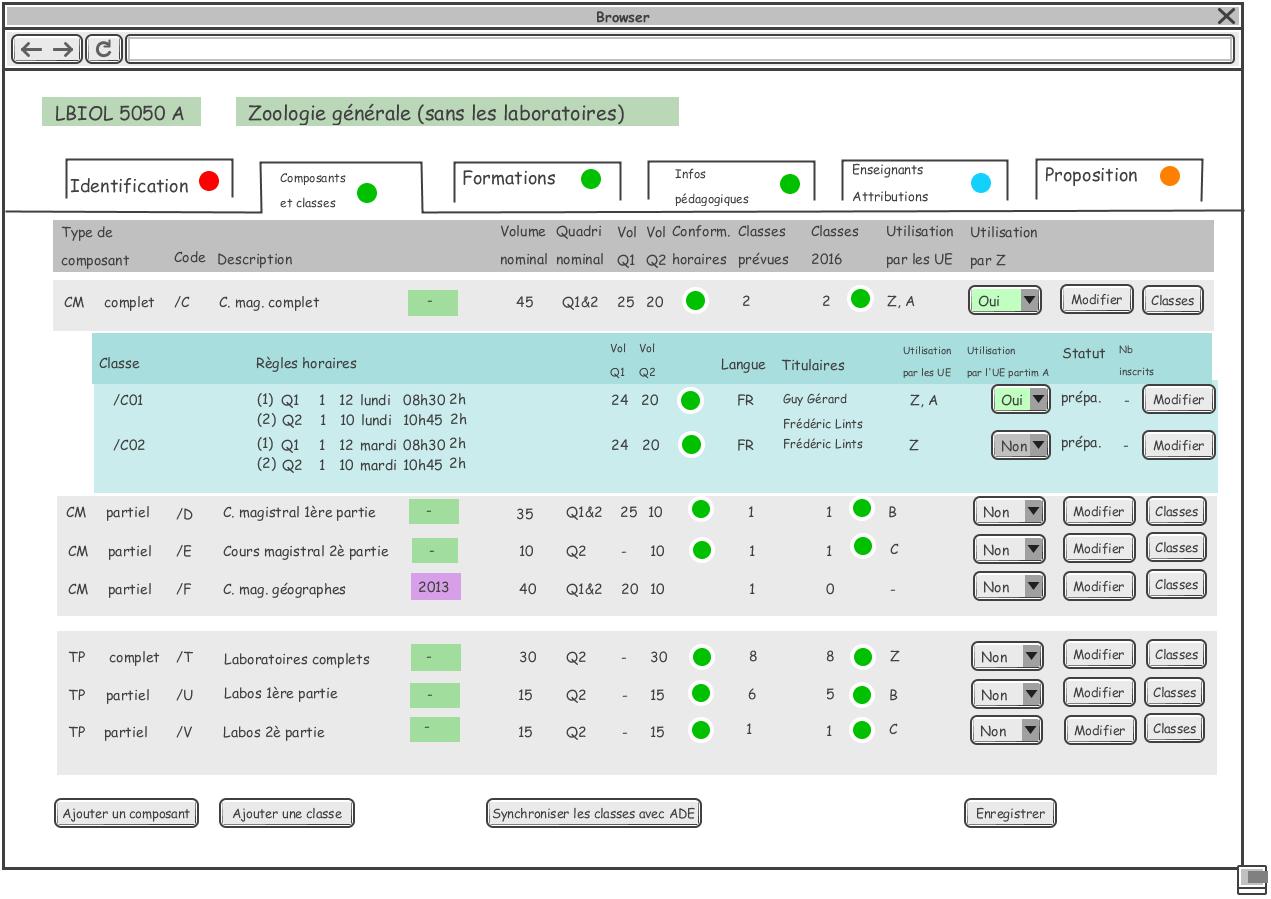 Browser
LBIOL 5050 A Zoologie générale (sans les laboratoires)
Identification Composants et classes Formations Infos pédagogiques Enseignants Attributions Proposition
Type de composant Code Description Volume nominal Quadri nominal Vol Q1 Vol Q2 Conform. horaires Classes prévues Classes 2016 Utilisation par les UE Utilisation par Z
CM complet /C C. mag. complet - 45 Q1&2 25 20 2 2 Z, A Oui Modifier Classes
Classe Règles horaires Vol Q1 Vol Q2 Langue Titulaires Utilisation par les UE Utilisation par l'UE partim A Statut Nb inscrits
/C01 (1) Q1 1 12 lundi 08h30 2h 24 20 FR Guy Gérard Z, A Oui prépa. - Modifier
(2) Q2 1 10 lundi 10h45 2h Frédéric Lints
/C02 (1) Q1 1 12 mardi 08h30 2h 24 20 FR Frédéric Lints Z Non prépa. - Modifier
(2) Q2 1 10 mardi 10h45 2h
CM partiel /D C. magistral 1ère partie - 35 Q1&2 25 10 1 1 B Non Modifier Classes
CM partiel /E Cours magistral 2è partie - 10 Q2 - 10 1 1 C Non Modifier Classes
CM partiel /F C. mag. géographes 2013 40 Q1&2 20 10 1 0 - Non Modifier Classes
TP complet /T Laboratoires complets - 30 Q2 - 30 8 8 Z Non Modifier Classes
TP partiel /U Labos 1ère partie - 15 Q2 - 15 6 5 B Non Modifier Classes
TP partiel /V Labos 2è partie - 15 Q2 - 15 1 1 C Non Modifier Classes
Ajouter un composant Ajouter une classe Synchroniser les classes avec ADE Enregistrer